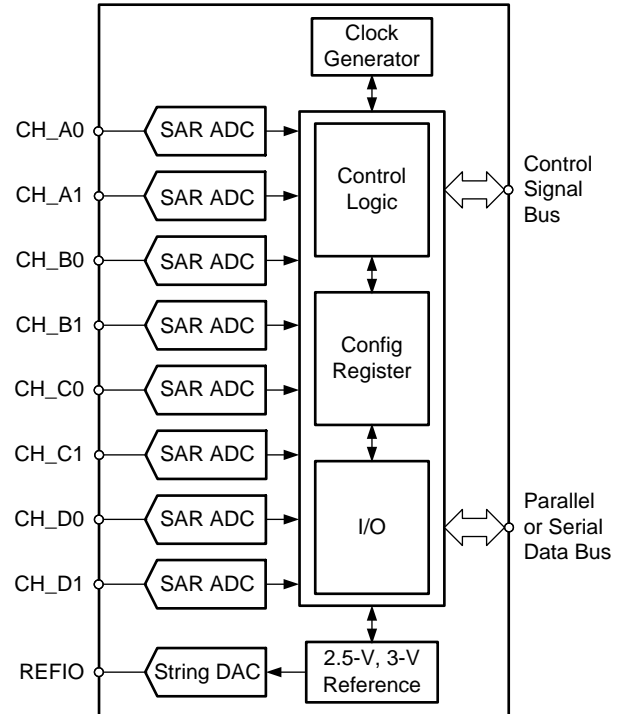 Clock
Generator
CH_A0
SAR ADC
CH_A1
SAR ADC
CH_B0
SAR ADC
CH_B1
SAR ADC
CH_C0
SAR ADC
CH_C1
SAR ADC
CH_D0
SAR ADC
CH_D1
SAR ADC
REFIO
String DAC
Control
Logic
Config
Register
I/O
2.5-V, 3-V
Reference
Control
Signal
Bus
Parallel
or Serial
Data Bus